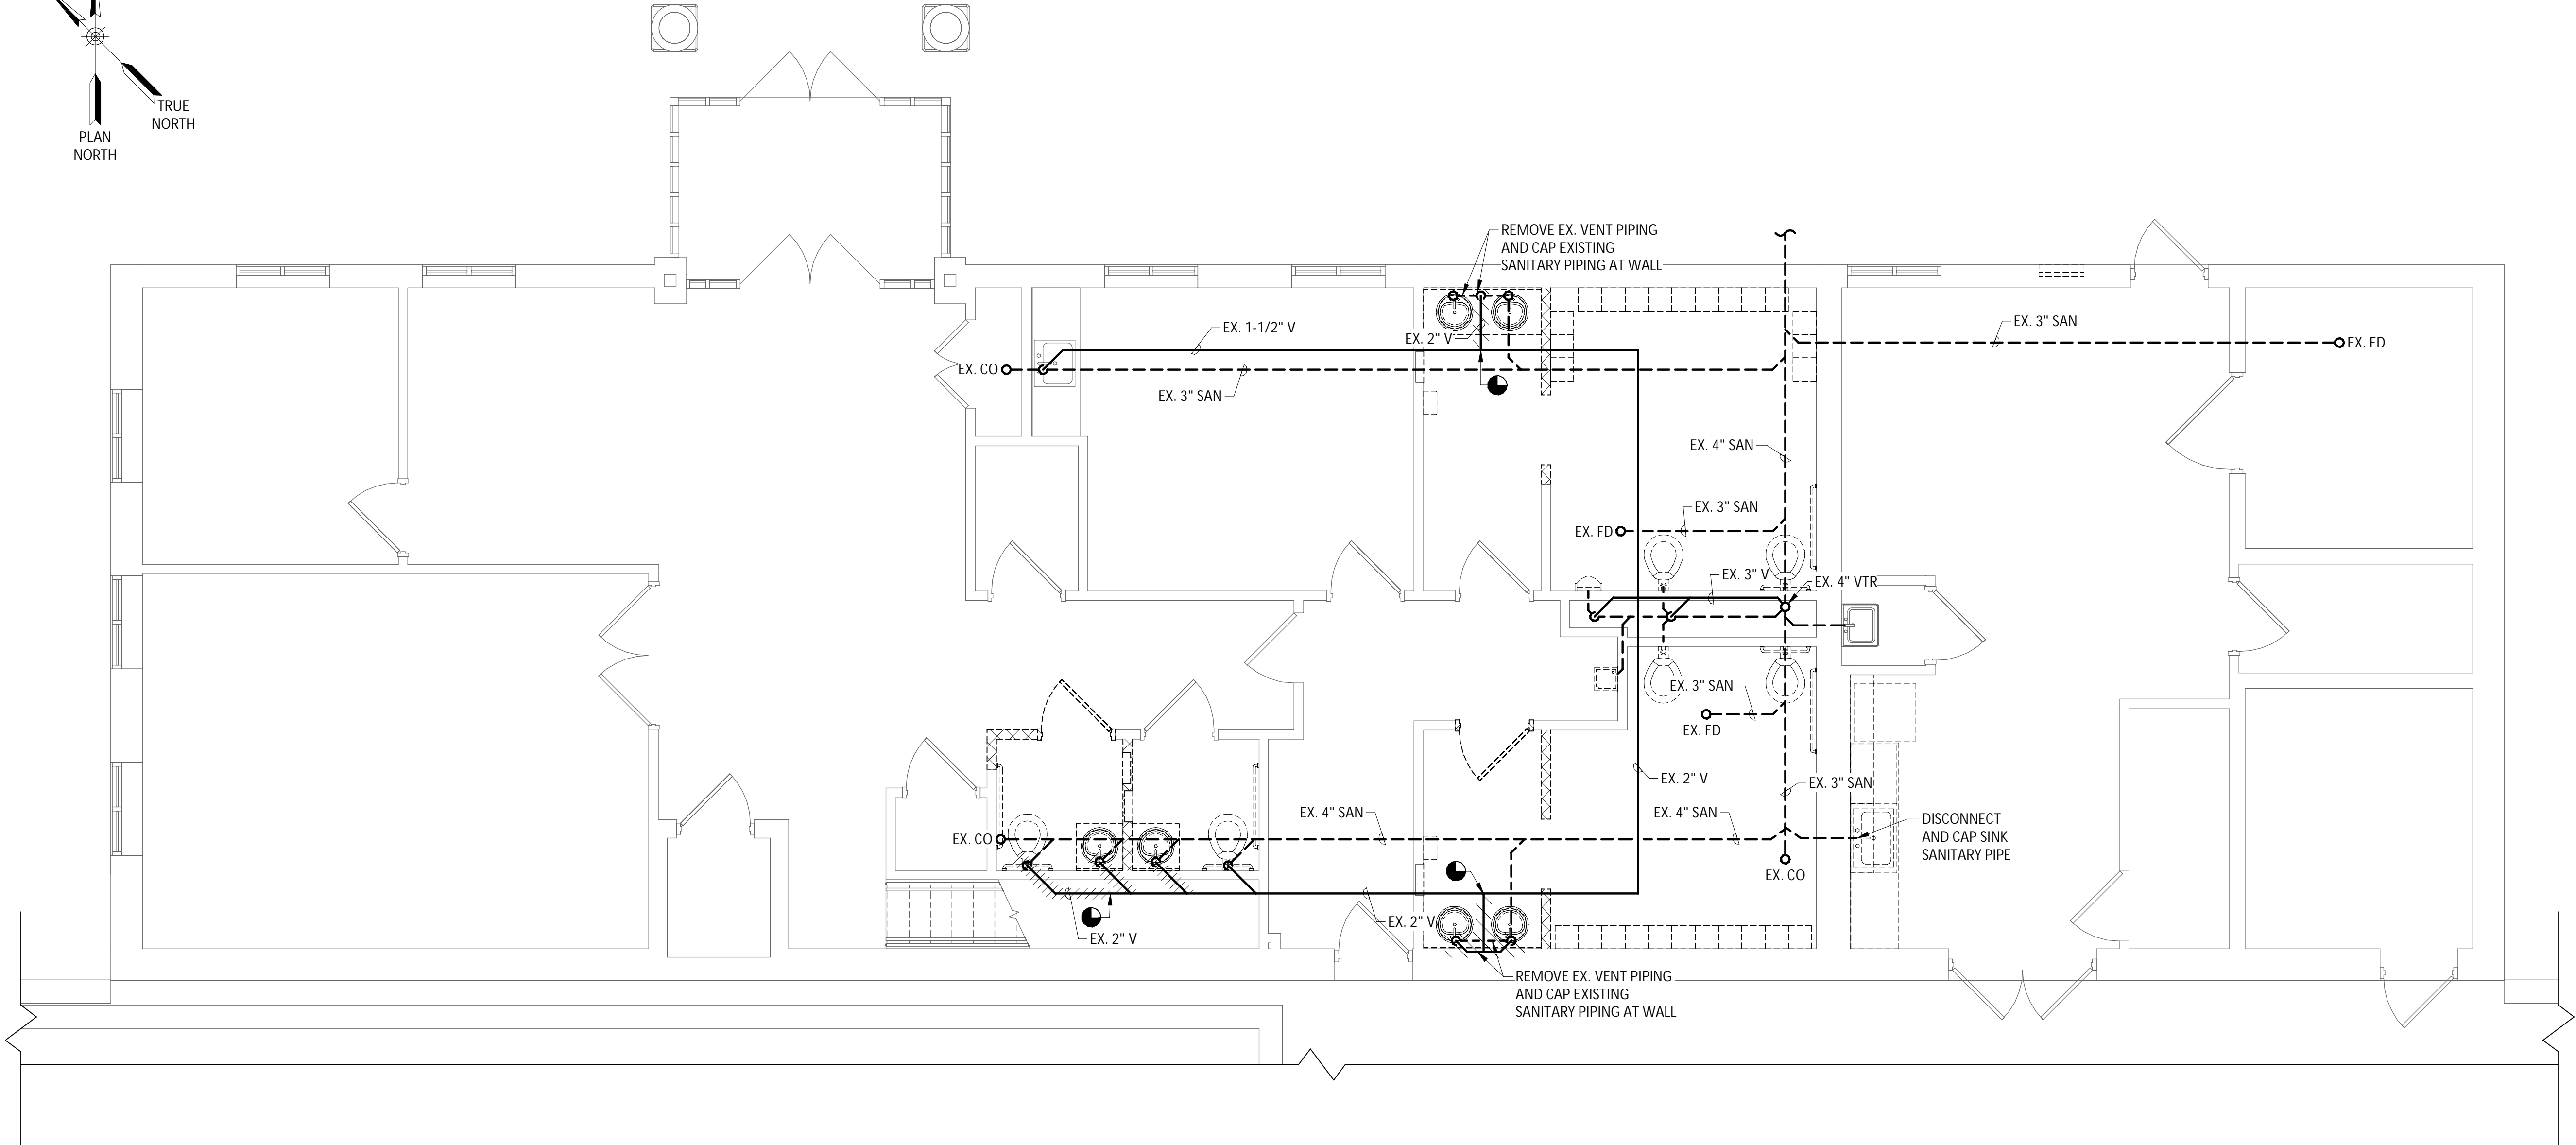 TRUE
NORTH
PLAN
NORTH
REMOVE EX. VENT PIPING
AND CAP EXISTING
SANITARY PIPING AT WALL
EX. 1-1/2" V
EX. 2" V
EX. 3" SAN
EX. FD
EX. CO
EX. 3" SAN
EX. 4" SAN
EX. 3" SAN
EX. FD
EX. 3" V
EX. 4" VTR
EX. 3" SAN
EX. FD
EX. 2" V
EX. 3" SAN
EX. 4" SAN
EX. 4" SAN
DISCONNECT
AND CAP SINK
SANITARY PIPE
EX. CO
EX. CO
EX. 2" V
EX. 2" V
REMOVE EX. VENT PIPING
AND CAP EXISTING
SANITARY PIPING AT WALL